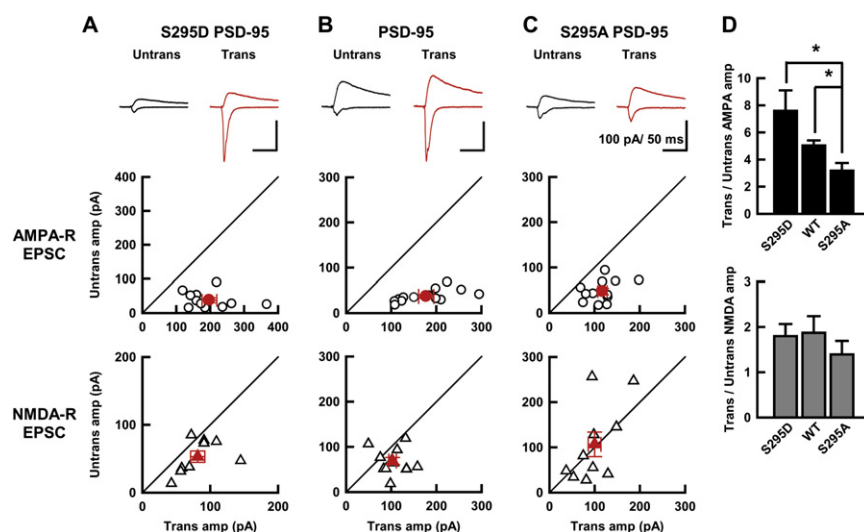 A
S295D PSD-95
Untrans
Trans
B
PSD-95
Untrans
Trans
C
S295A PSD-95
Untrans
Trans
100 pA/ 50 ms
D
*
*
Trans / Untrans AMPA amp
10
8
6
4
2
0
S295D
WT
S295A
AMPA-R
EPSC
Untrans amp (pA)
400
300
200
100
0
0 100 200 300 400
300
200
100
0
0 100 200 300
300
200
100
0
0 100 200 300
NMDA-R
EPSC
Untrans amp (pA)
200
100
0
0 100 200
Trans amp (pA)
300
200
100
0
0 100 200 300
Trans amp (pA)
300
200
100
0
0 100 200 300
Trans amp (pA)
Trans / Untrans NMDA amp
3
2
1
0
S295D
WT
S295A